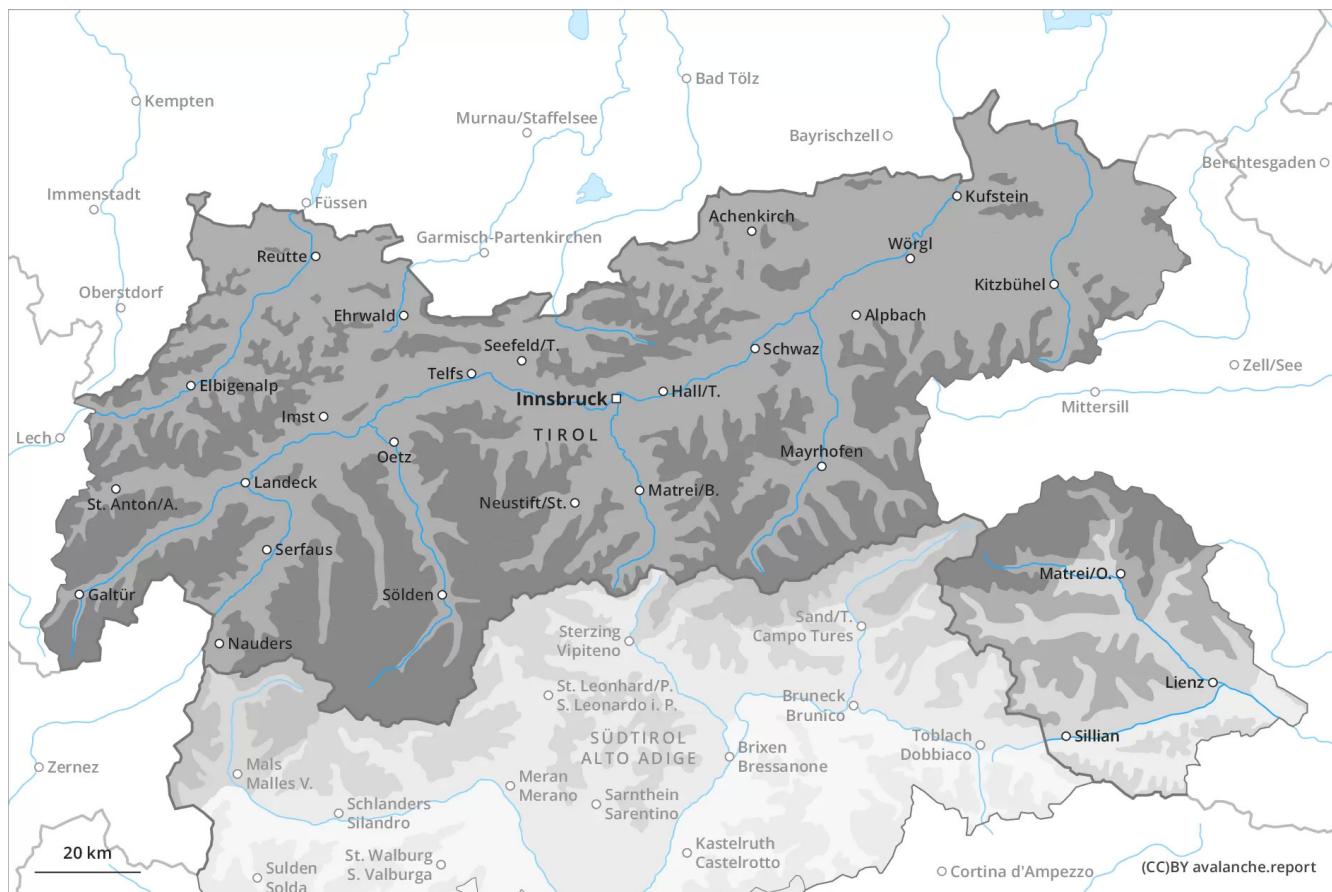 Kempten
Bad Tölz
Murnau/Staffelsee
Bayrischzell
Berchtesgaden
Immenstadt
Füssen
Kufstein
Achenkirch
Garmisch-Partenkirchen
Wörgl
Reutte
Kitzbühel
Oberstdorf
Ehrwald
Alpbach
Seefeld/T.
Schwaz
Zell/See
Telfs
Elbigenalp
Innsbruck
Hall/T.
Mittersill
Imst
Lech
TIROL
Oetz
Mayrhofen
Landeck
Matrei/B.
St. Anton/A.
Neustift/St.
Serfaus
Matrei/O.
Galtür
Sölden
Sand/T.
Campo Tures
Sterzing
Vipiteno
Nauders
Lienz
St. Leonhard/P.
S. Leonardo i. P.
Bruneck
Brunico
Sillian
SÜDTIROL
ALTO ADIGE
Toblach
Dobbiaco
Brixen
Bressanone
Zernez
Mals
Malles V.
Meran
Merano
Sarnthein
Sarentino
Schlanders
Silandro
Kastelruth
Castelrotto
20 km
St. Walburg
S. Valburga
Sulden
Solda
Cortina d'Ampezzo
(CC)BY avalanche.report